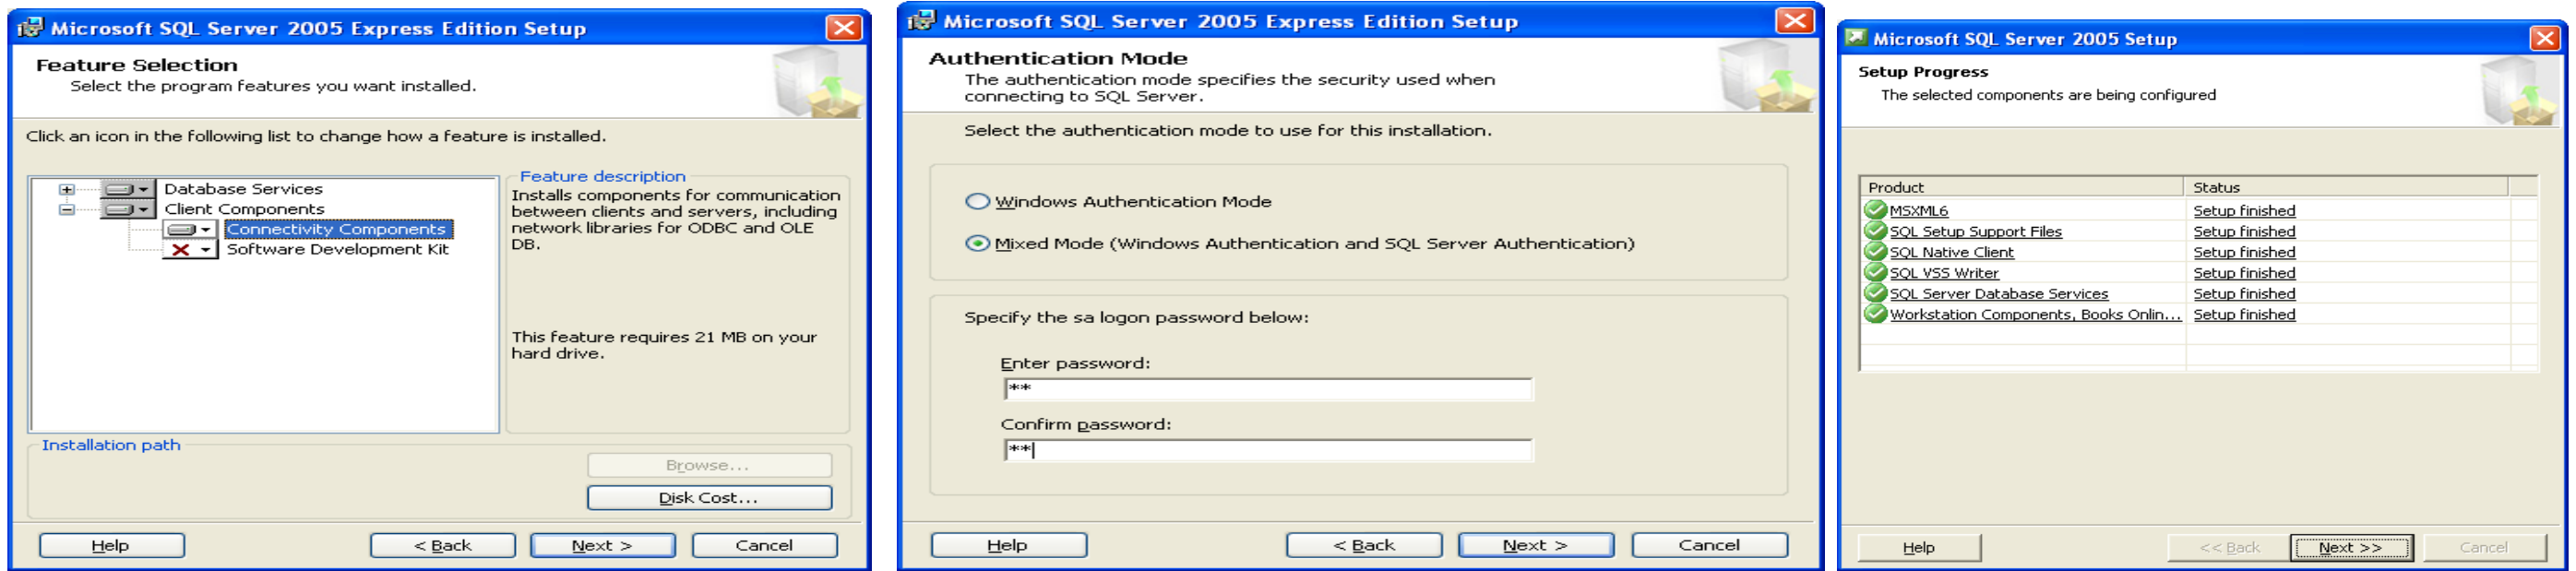 Microsoft SQL Server 2005 Express Edition Setup
Feature Selection
Select the program features you want installed.
Click an icon in the following list to change how a feature is installed.
Database Services
Client Components
Connectivity Components
Software Development Kit
Feature description
Installs components for communication
between clients and servers, including
network libraries for ODBC and OLE
DB.
This feature requires 21 MB on your
hard drive.
Installation path
Browse...
Disk Cost...
Help
< Back
Next >
Cancel
Microsoft SQL Server 2005 Express Edition Setup
Authentication Mode
The authentication mode specifies the security used when
connecting to SQL Server.
Select the authentication mode to use for this installation.
Windows Authentication Mode
Mixed Mode (Windows Authentication and SQL Server Authentication)
Specify the sa logon password below:
Enter password:
**
Confirm password:
**
Help
< Back
Next >
Cancel
Microsoft SQL Server 2005 Setup
Setup Progress
The selected components are being configured
Product Status
MSXML6 Setup finished
SQL Setup Support Files Setup finished
SQL Native Client Setup finished
SQL VSS Writer Setup finished
SQL Server Database Services Setup finished
Workstation Components, Books Onlin... Setup finished
Help
<< Back
Next >>
Cancel